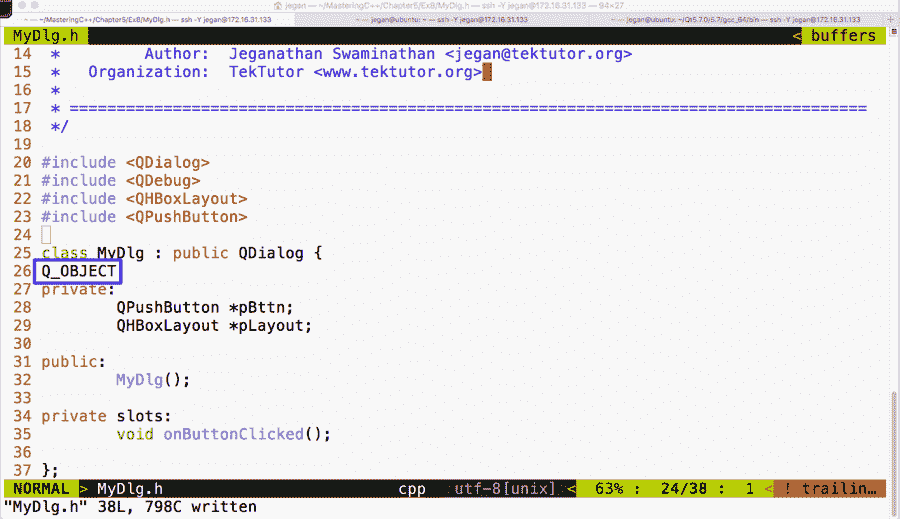 jegan — ~/MasteringC++/Chapter5/Ex8/MyDlg.h — ssh -Y jegan@172.16.31.133 — 94×27
~/MasteringC++/Chapter5/Ex8/MyDlg.h — ssh -Y jegan@172.16.31.133
~ — jegan@ubuntu: ~ — ssh -Y jegan@172.16.31.133
~ — jegan@ubuntu: ~/Qt5.7.0/5.7/gcc_64/bin — ssh -Y jegan@172.16.31.133
MyDlg.h < buffers
14 * Author: Jeganathan Swaminathan <jegan@tektutor.org>
15 * Organization: TekTutor <www.tektutor.org>
16 *
17 * =====================================================================================
18 */
19
20 #include <QDialog>
21 #include <QDebug>
22 #include <QHBoxLayout>
23 #include <QPushButton>
24
25 class MyDlg : public QDialog {
26 Q_OBJECT
27 private:
28 QPushButton *pBttn;
29 QHBoxLayout *pLayout;
30
31 public:
32 MyDlg();
33
34 private slots:
35 void onButtonClicked();
36
37 };
NORMAL > MyDlg.h cpp utf-8[unix] < 63% : 24/38 : 1 < ! trailin…
"MyDlg.h" 38L, 798C written